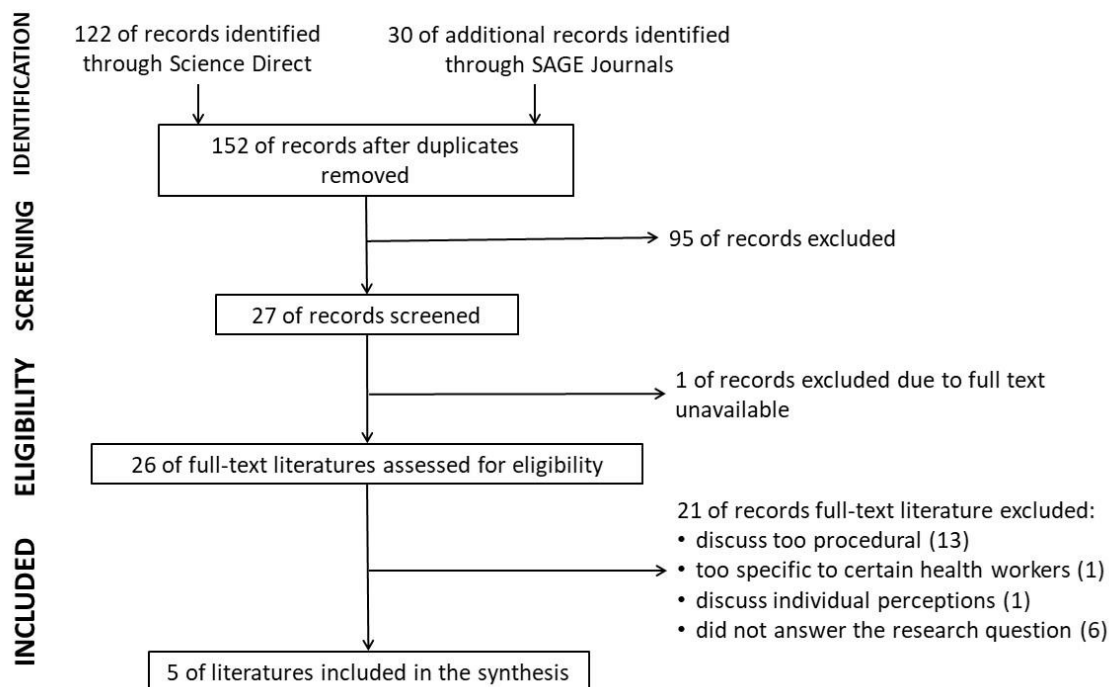 IDENTIFICATION
122 of records identified
through Science Direct
30 of additional records identified
through SAGE Journals
152 of records after duplicates
removed
SCREENING
95 of records excluded
27 of records screened
ELIGIBILITY
1 of records excluded due to full text
unavailable
26 of full-text literatures assessed for eligibility
INCLUDED
21 of records full-text literature excluded:
• discuss too procedural (13)
• too specific to certain health workers (1)
• discuss individual perceptions (1)
• did not answer the research question (6)
5 of literatures included in the synthesis